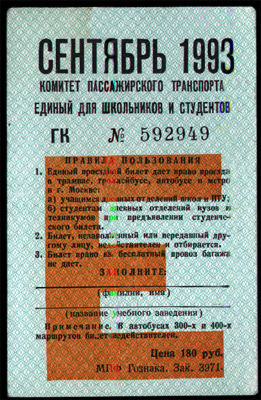 СЕНТЯБРЬ 1993
КОМИТЕТ ПАССАЖИРСКОГО ТРАНСПОРТА
ЕДИНЫЙ ДЛЯ ШКОЛЬНИКОВ И СТУДЕНТОВ
ГК № 592949
ПРАВИЛА ПОЛЬЗОВАНИЯ
1. Единый проездной билет дает право проезда
в трамвае, троллейбусе, автобусе и метро
в г. Москве:
а) учащимся дневных отделений школ и ПТУ;
б) студентам дневных отделений вузов и
техникумов при предъявлении студенче-
ского билета.
2. Билет, незаполненный или переданный друго-
му лицу, недействителен и отбирается.
3. Билет право на бесплатный провоз багажа
не дает.
ЗАПОЛНИТЕ:
(фамилия, имя)
(название учебного заведения)
Примечание. В автобусах 300-х и 400-х
маршрутов билет недействителен.
Цена 180 руб.
МПФ Гознака. Зак. 3971